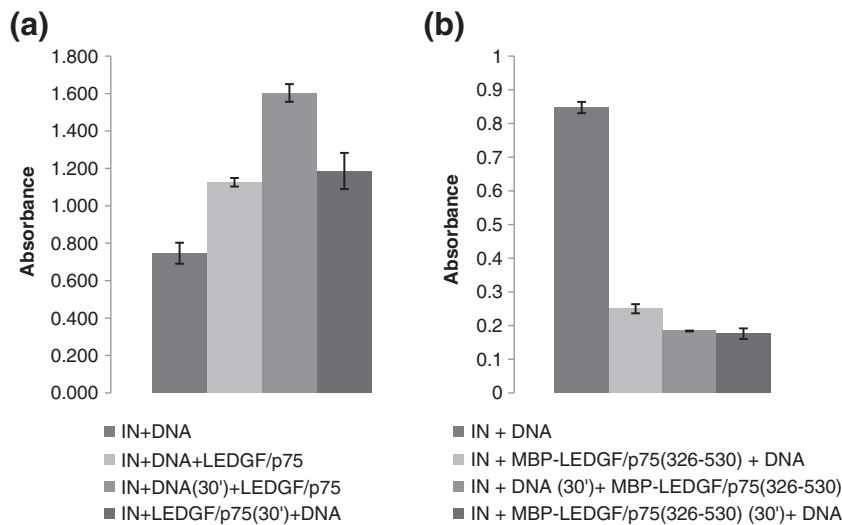 (a)
1.800
1.600
1.400
1.200
1.000
0.800
0.600
0.400
0.200
0.000
Absorbance
IN+DNA
IN+DNA+LEDGF/p75
IN+DNA(30')+LEDGF/p75
IN+LEDGF/p75(30')+DNA
(b)
1
0.9
0.8
0.7
0.6
0.5
0.4
0.3
0.2
0.1
0
Absorbance
IN + DNA
IN + MBP-LEDGF/p75(326-530) + DNA
IN + DNA (30')+ MBP-LEDGF/p75(326-530)
IN + MBP-LEDGF/p75(326-530) (30')+ DNA